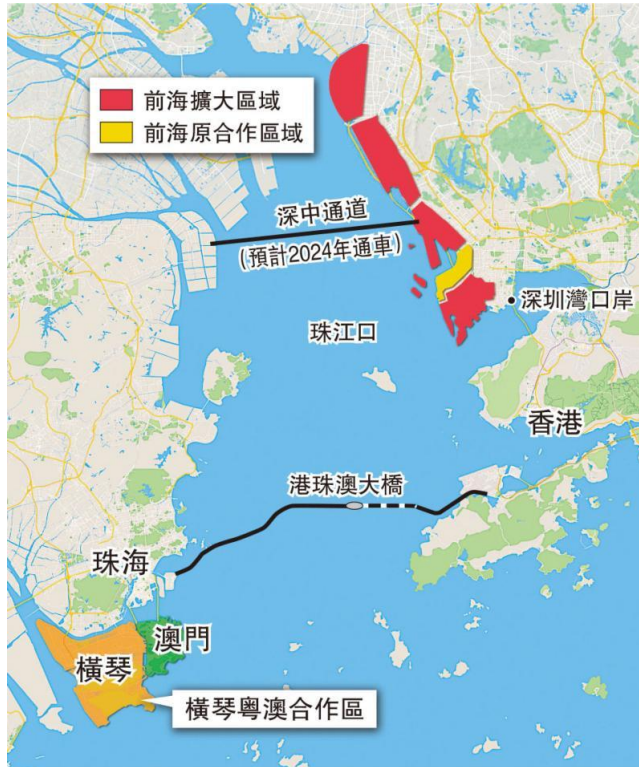 前海擴大區域
前海原合作區域
深中通道
(預計2024年通車)
深圳灣口岸
珠江口
香港
港珠澳大橋
珠海
澳門
橫琴
橫琴粵澳合作區